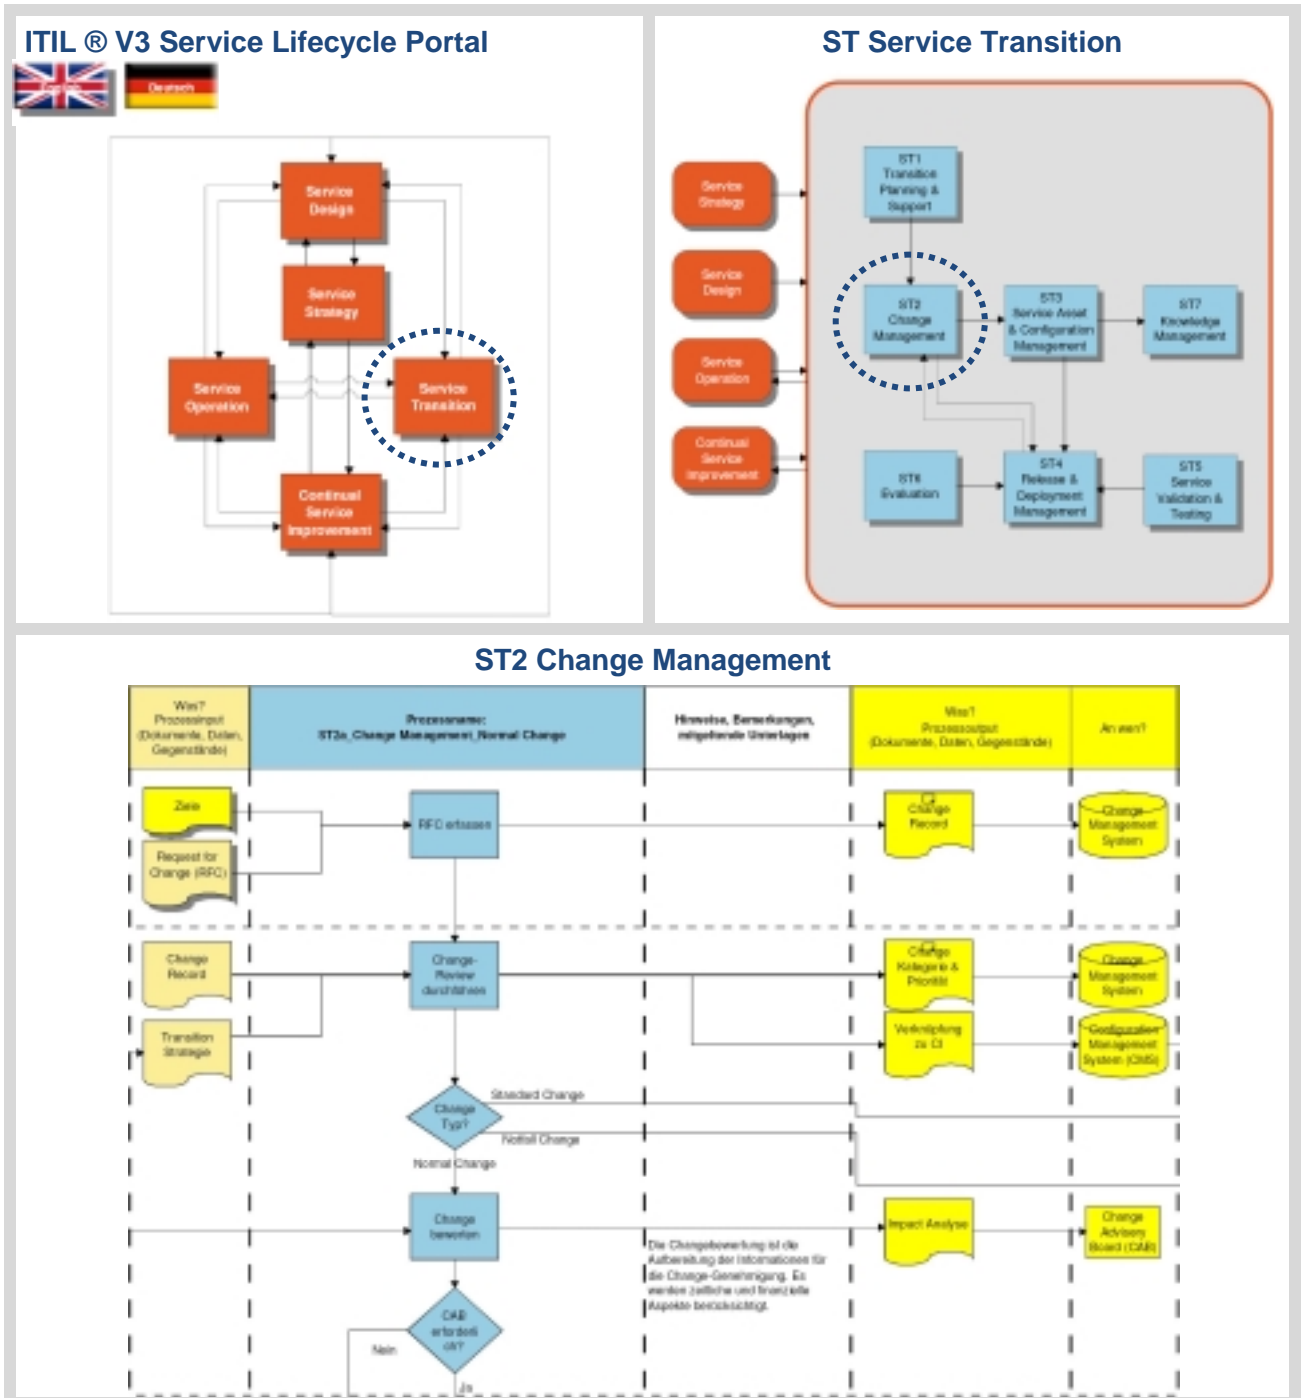 ITIL ® V3 Service Lifecycle Portal
English
Deutsch
Service
Design
Service
Strategy
Service
Operation
Service
Transition
Continual
Service
Improvement
ST Service Transition
Service
Strategy
Service
Design
Service
Operation
Continual
Service
Improvement
ST1
Transition
Planning &
Support
ST2
Change
Management
ST3
Service Asset
& Configuration
Management
ST7
Knowledge
Management
ST6
Evaluation
ST4
Release &
Deployment
Management
ST5
Service
Validation &
Testing
ST2 Change Management
Was?
Prozessinput
(Dokumente, Daten,
Gegenstände)
Prozessname:
ST2a_Change Management_Normal Change
Hinweise, Bemerkungen,
mitgeltende Unterlagen
Was?
Prozessoutput
(Dokumente, Daten, Gegenstände)
An wen?
Ziele
Request for
Change (RFC)
RFC erfassen
Change
Record
Change
Management
System
Change
Record
Transition
Strategie
Change-
Review
durchführen
Change
Kategorie &
Priorität
Change
Management
System
Verknüpfung
zu CI
Configuration
Management
System (CMS)
Change
Typ?
Standard Change
Notfall Change
Normal Change
Change
bewerten
Impact Analyse
Change
Advisory
Board (CAB)
Die Changebewertung ist die
Aufbereitung der Informationen für
die Change-Genehmigung. Es
werden zeitliche und finanzielle
Aspekte berücksichtigt.
CAB
erforderli
ch?
Nein
Ja